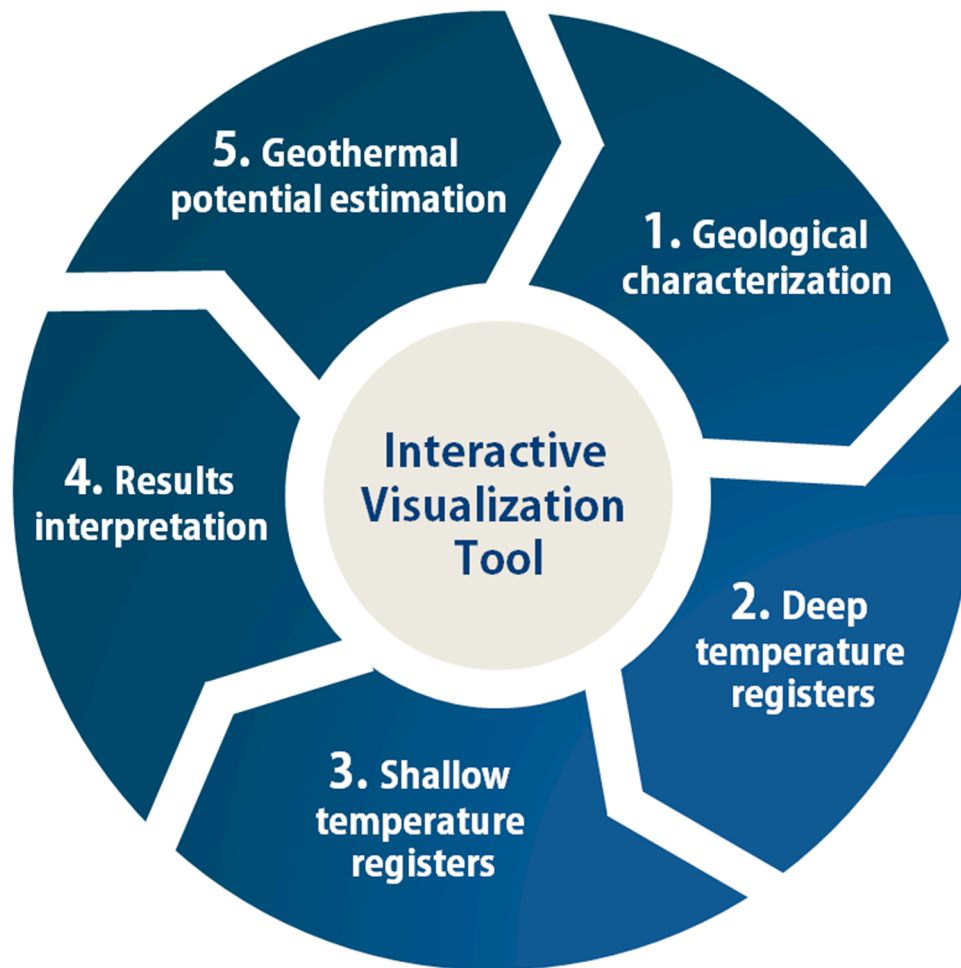 1. Geological
characterization
2. Deep
temperature
registers
3. Shallow
temperature
registers
4. Results
interpretation
5. Geothermal
potential estimation
Interactive
Visualization
Tool